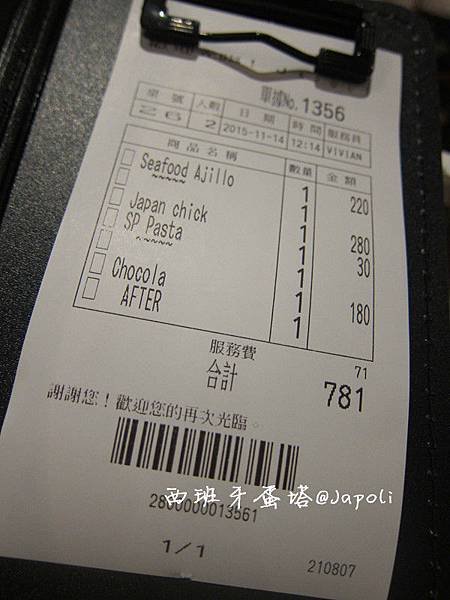 單據No. 1356
桌號 人數 日期 時間 服務員
26 2 2015-11-14 12:14 VIVIAN
商品名稱 數量 金額
Seafood Ajillo 1 220
~~~~~ 1
Japan chick 1 280
SP Pasta 1 30
~~~~~ 1
Chocola 1 180
AFTER 1
服務費 71
合計 781
謝謝您！歡迎您的再次光臨。
2800000013561
西班牙蛋塔@Japoli
1/1
210807